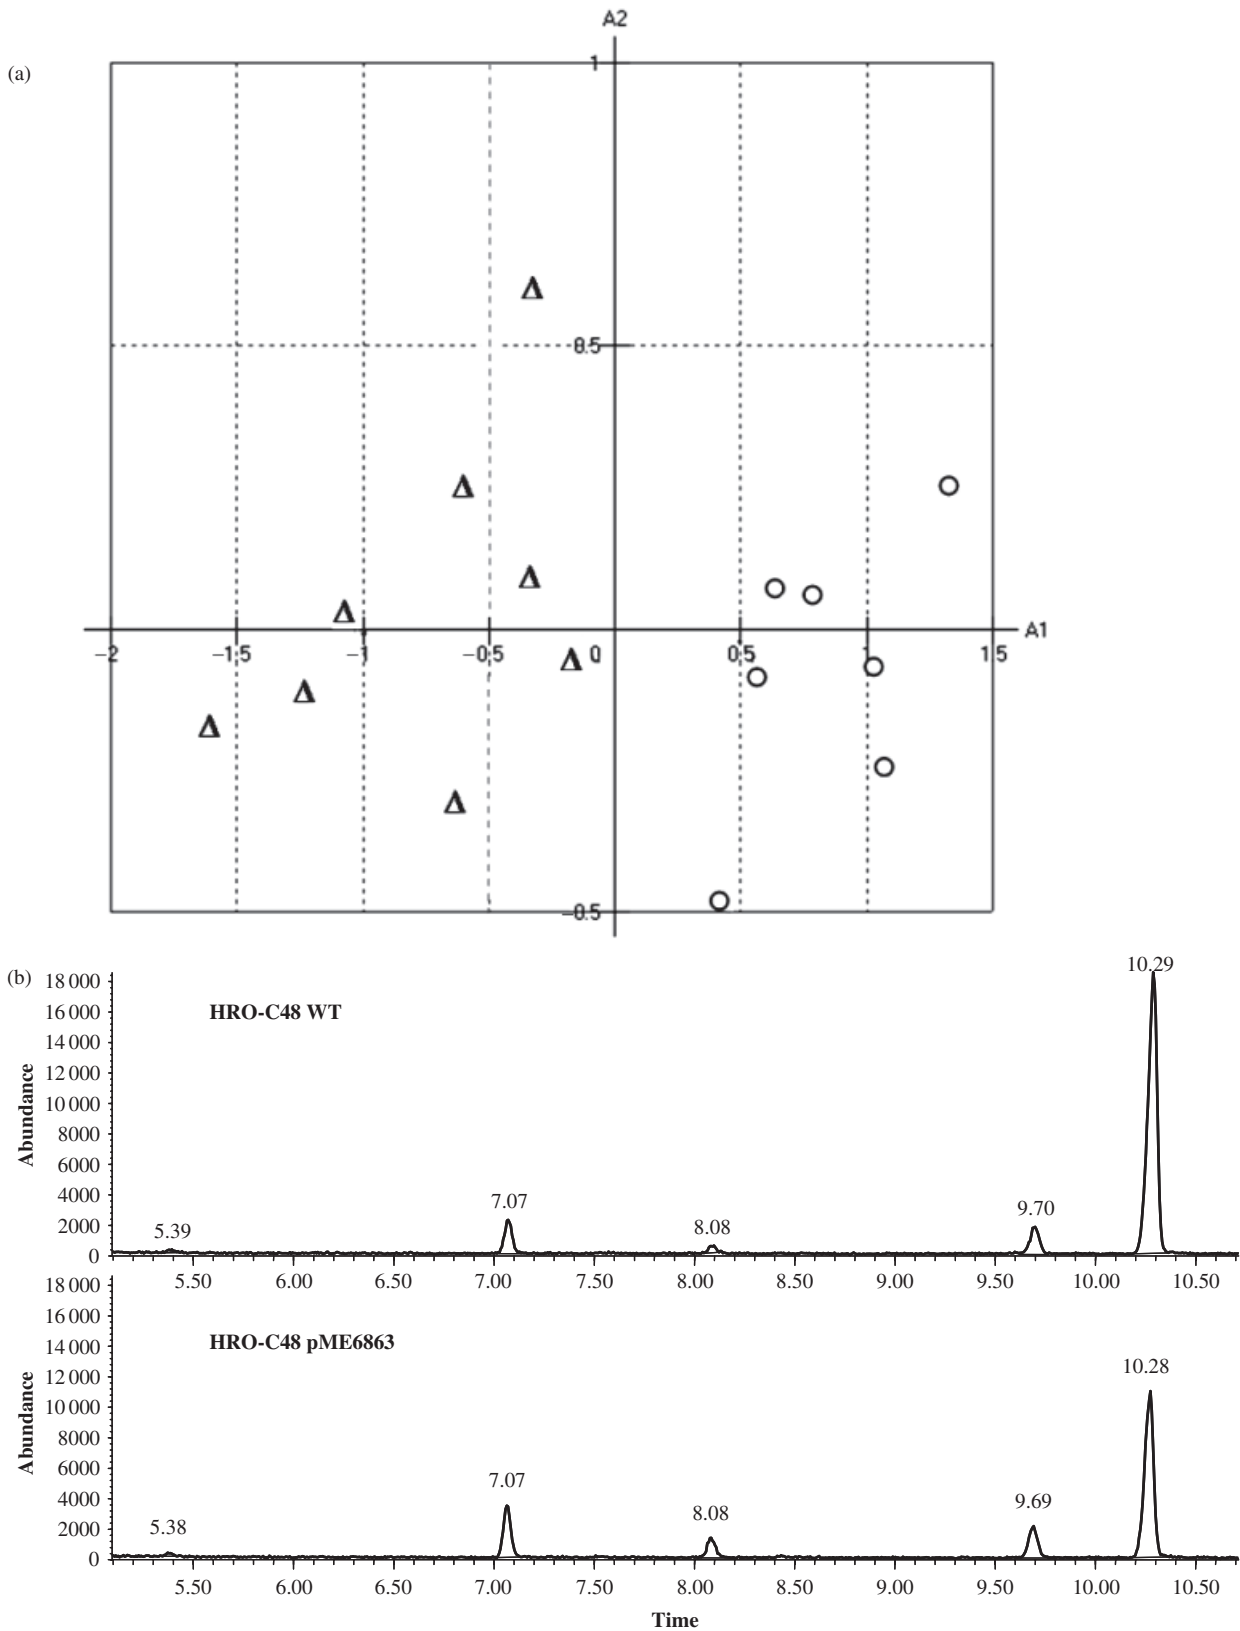 A2
(a)
1
0.5
A1
−2 −1.5 −1 −0.5 0 0.5 1 1.5
−0.5
(b)
10.29
18 000
HRO-C48 WT
16 000
14 000
12 000
10 000
8000
6000
4000
2000
0
Abundance
5.39
7.07
8.08
9.70
5.50 6.00 6.50 7.00 7.50 8.00 8.50 9.00 9.50 10.00 10.50
18 000
16 000
HRO-C48 pME6863
14 000
12 000
10 000
8000
6000
4000
2000
0
Abundance
10.28
5.38
7.07
8.08
9.69
5.50 6.00 6.50 7.00 7.50 8.00 8.50 9.00 9.50 10.00 10.50
Time